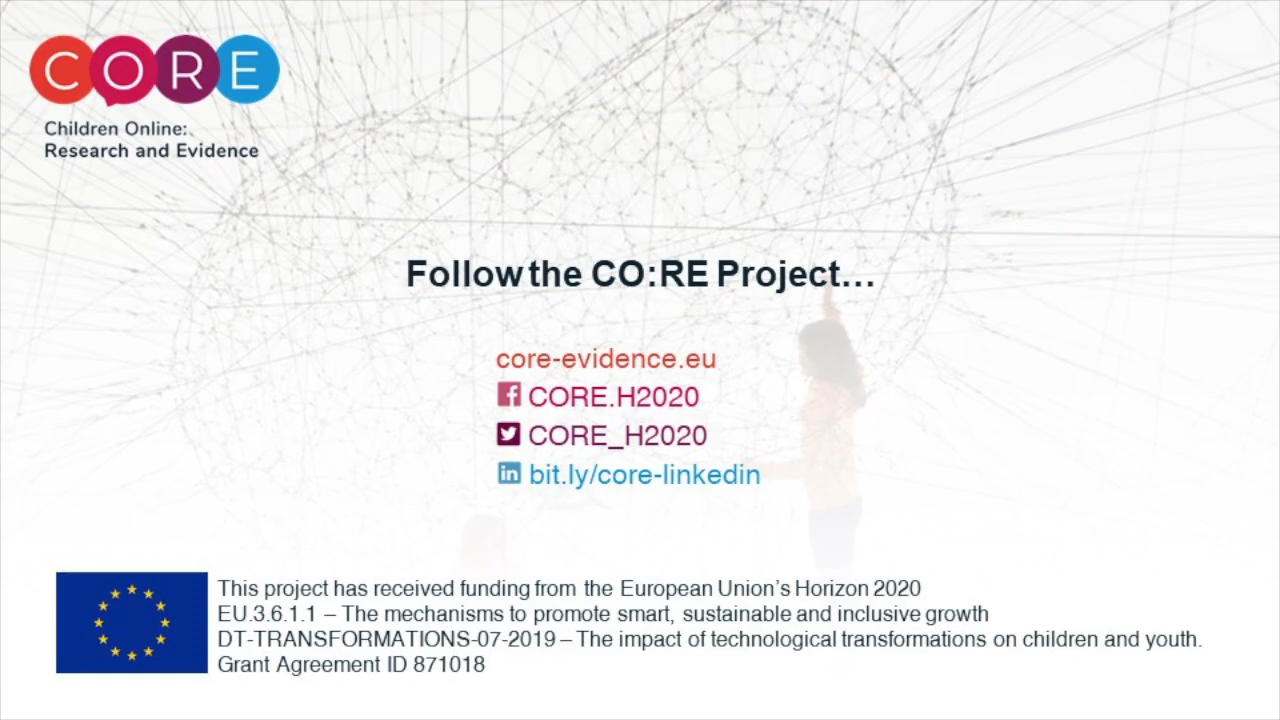 CORE
Children Online:
Research and Evidence
Follow the CO:RE Project...
core-evidence.eu
CORE.H2020
CORE_H2020
in bit.ly/core-linkedin
This project has received funding from the European Union's Horizon 2020
EU.3.6.1.1 – The mechanisms to promote smart, sustainable and inclusive growth
DT-TRANSFORMATIONS-07-2019 – The impact of technological transformations on children and youth.
Grant Agreement ID 871018